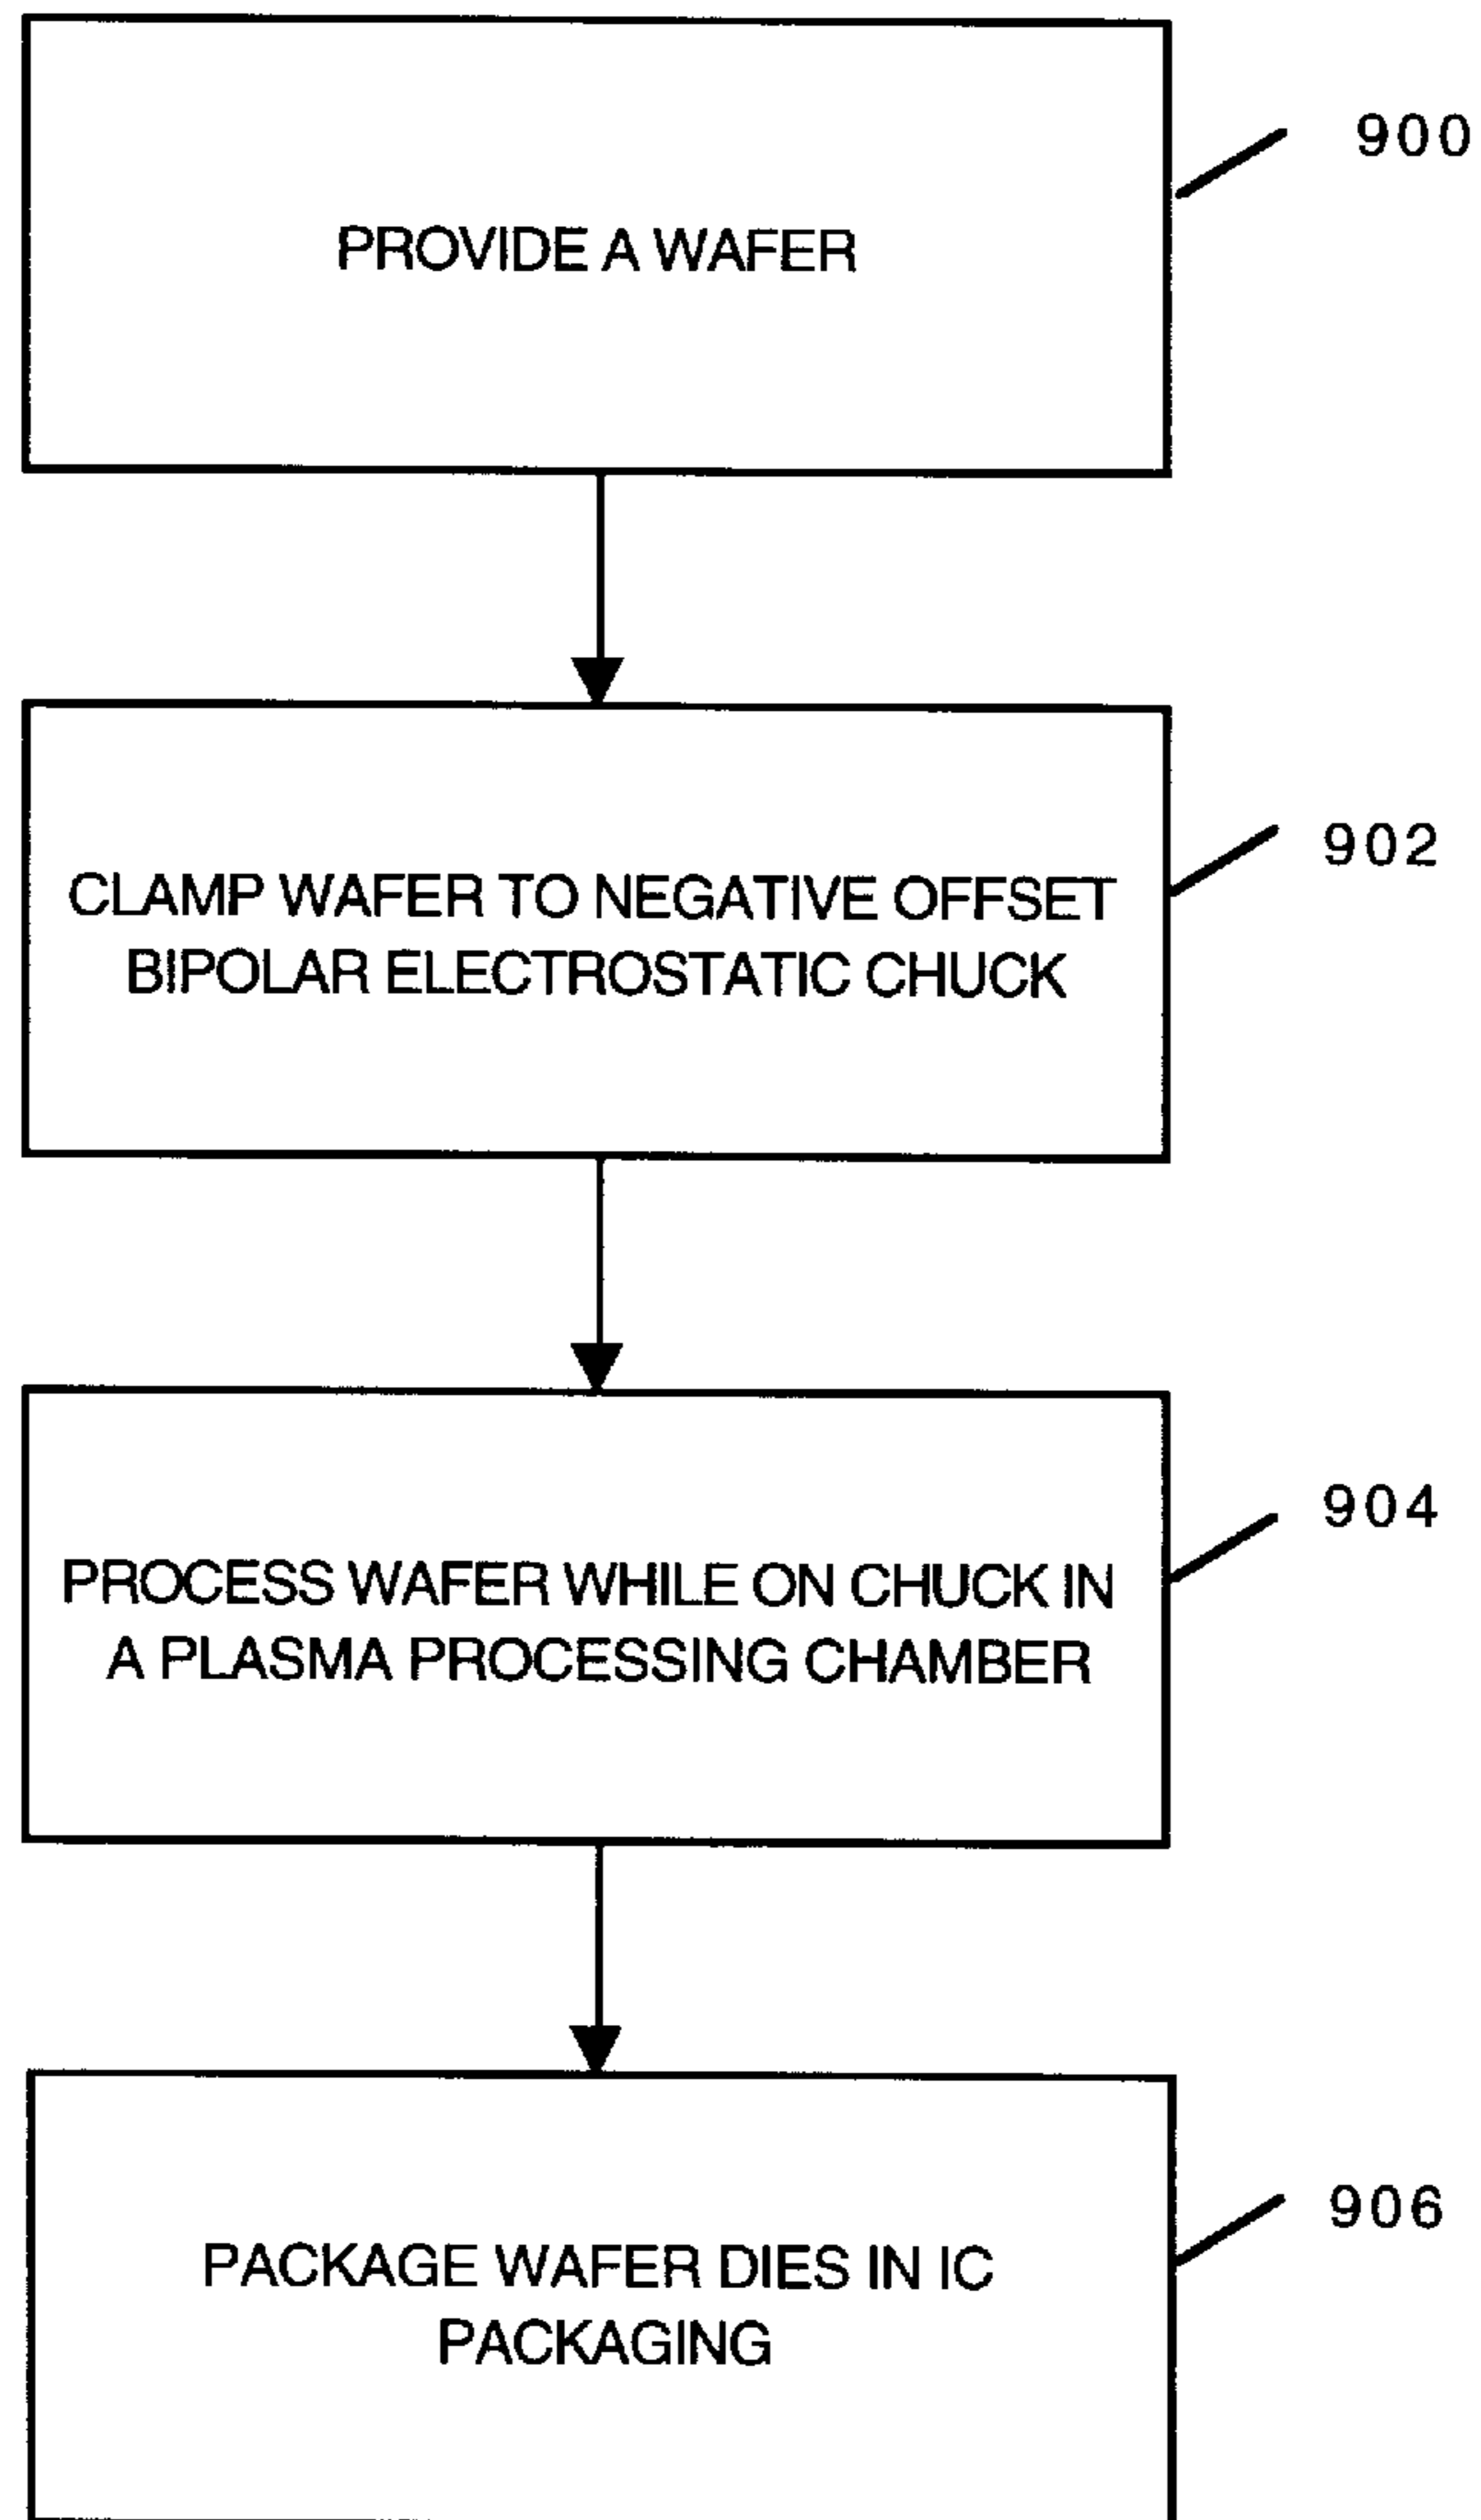 900
PROVIDE A WAFER
902
CLAMP WAFER TO NEGATIVE OFFSET
BIPOLAR ELECTROSTATIC CHUCK
904
PROCESS WAFER WHILE ON CHUCK IN
A PLASMA PROCESSING CHAMBER
906
PACKAGE WAFER DIES IN IC
PACKAGING